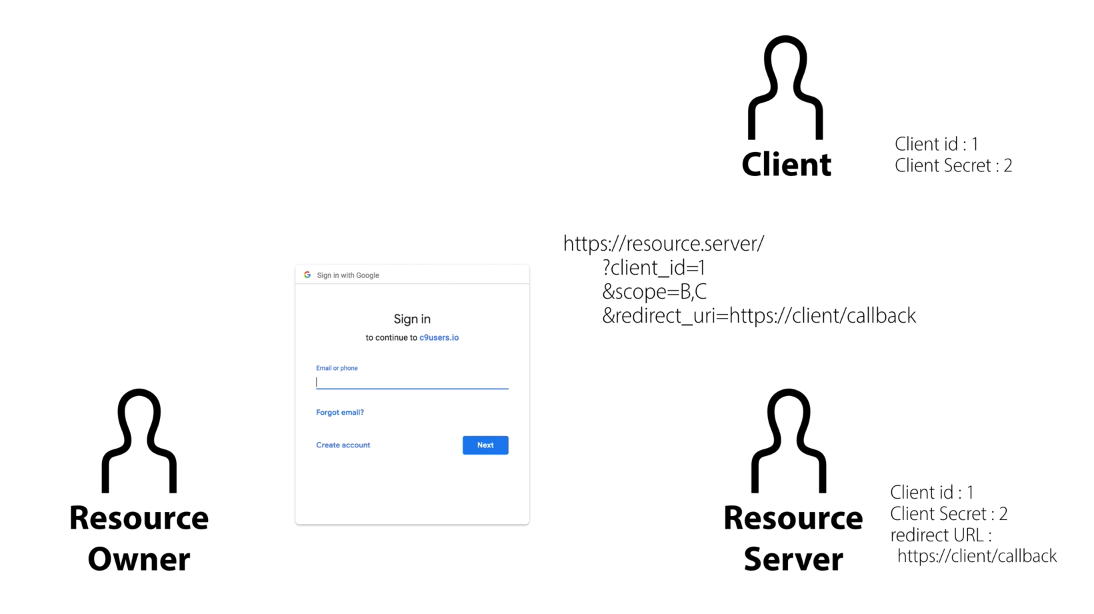 Client
Client id : 1
Client Secret : 2
https://resource.server/
?client_id=1
&scope=B,C
&redirect_uri=https://client/callback
Sign in with Google
Sign in
to continue to c9users.io
Email or phone
Forgot email?
Create account
Next
Resource
Owner
Resource
Server
Client id : 1
Client Secret : 2
redirect URL :
https://client/callback